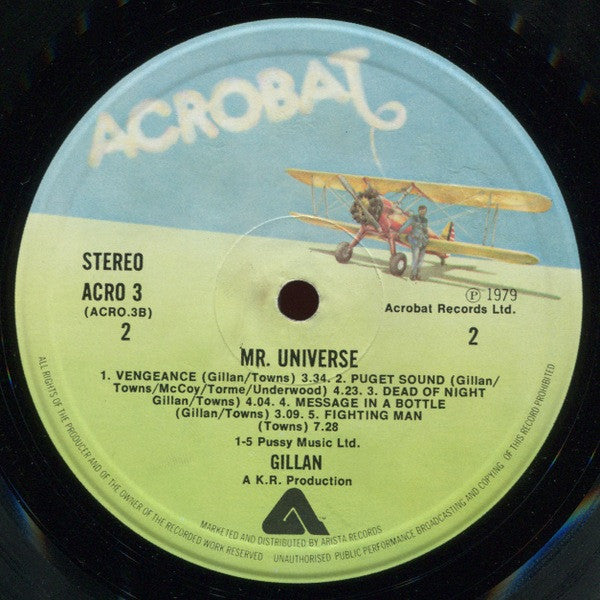 ACROBAT
STEREO
ACRO 3
(ACRO.3B)
2
℗ 1979
Acrobat Records Ltd.
2
MR. UNIVERSE
1. VENGEANCE (Gillan/Towns) 3.34. 2. PUGET SOUND (Gillan/
Towns/McCoy/Torme/Underwood) 4.23. 3. DEAD OF NIGHT
Gillan/Towns) 4.04. 4. MESSAGE IN A BOTTLE
(Gillan/Towns) 3.09. 5. FIGHTING MAN
(Towns) 7.28
1-5 Pussy Music Ltd.
GILLAN
A K.R. Production
MARKETED AND DISTRIBUTED BY ARISTA RECORDS
ALL RIGHTS OF THE PRODUCER AND OF THE OWNER OF THE RECORDED WORK RESERVED UNAUTHORISED PUBLIC PERFORMANCE BROADCASTING AND COPYING OF THIS RECORD PROHIBITED